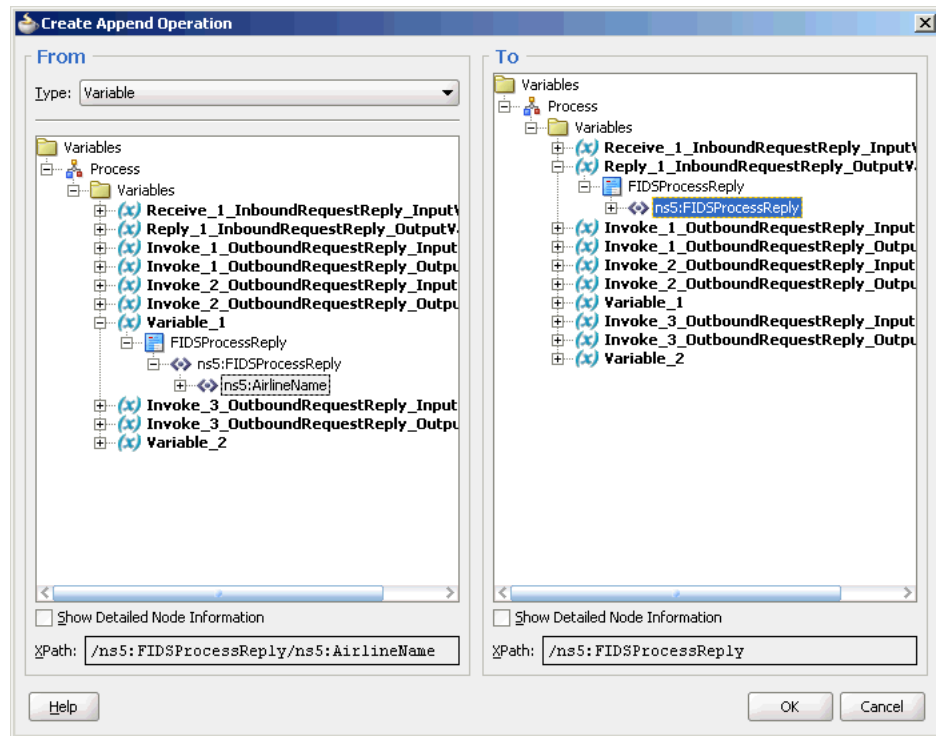 Create Append Operation
From
Type: Variable
Variables
Process
Variables
(x) Receive_1_InboundRequestReply_InputV
(x) Reply_1_InboundRequestReply_OutputV.
(x) Invoke_1_OutboundRequestReply_Input
(x) Invoke_1_OutboundRequestReply_Outpu
(x) Invoke_2_OutboundRequestReply_Input
(x) Invoke_2_OutboundRequestReply_Outpu
(x) Variable_1
FIDSProcessReply
ns5:FIDSProcessReply
ns5:AirlineName
(x) Invoke_3_OutboundRequestReply_Input
(x) Invoke_3_OutboundRequestReply_Outpu
(x) Variable_2
Show Detailed Node Information
XPath: /ns5:FIDSProcessReply/ns5:AirlineName
To
Variables
Process
Variables
(x) Receive_1_InboundRequestReply_InputV
(x) Reply_1_InboundRequestReply_OutputV.
FIDSProcessReply
ns5:FIDSProcessReply
(x) Invoke_1_OutboundRequestReply_Input
(x) Invoke_1_OutboundRequestReply_Outpu
(x) Invoke_2_OutboundRequestReply_Input
(x) Invoke_2_OutboundRequestReply_Outpu
(x) Variable_1
(x) Invoke_3_OutboundRequestReply_Input
(x) Invoke_3_OutboundRequestReply_Outpu
(x) Variable_2
Show Detailed Node Information
XPath: /ns5:FIDSProcessReply
Help
OK
Cancel